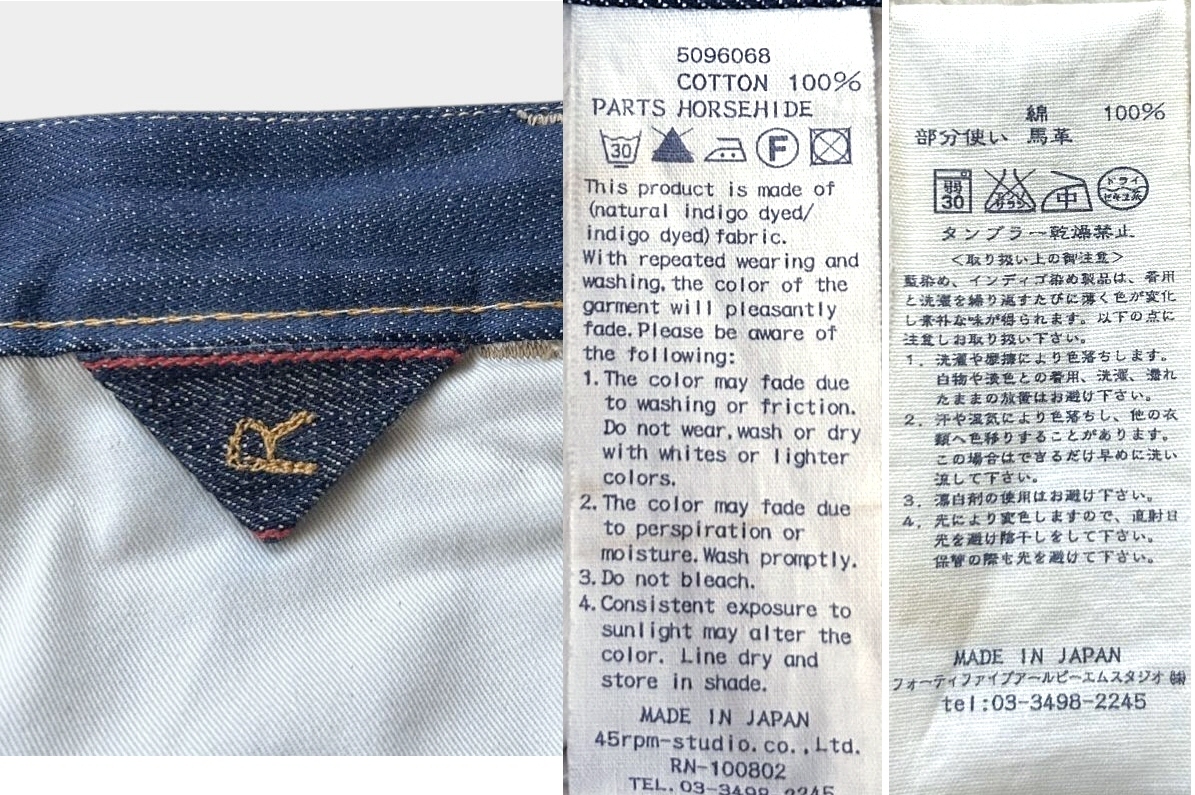 R
5096068
COTTON 100%
PARTS HORSEHIDE
30 F
This product is made of
(natural indigo dyed/
indigo dyed) fabric.
With repeated wearing and
washing, the color of the
garment will pleasantly
fade. Please be aware of
the following:
1. The color may fade due
to washing or friction.
Do not wear, wash or dry
with whites or lighter
colors.
2. The color may fade due
to perspiration or
moisture. Wash promptly.
3. Do not bleach.
4. Consistent exposure to
sunlight may alter the
color. Line dry and
store in shade.
MADE IN JAPAN
45rpm-studio.co.,Ltd.
RN-100802
TEL.03-3498-2245
綿 100%
部分使い 馬革
弱 30 エンソサラシ 中 ドライ セキユ系
タンブラー乾燥禁止
<取り扱い上の御注意>
藍染め、インディゴ染め製品は、着用
と洗濯を繰り返すたびに薄く色が変化
し素朴な味が得られます。以下の点に
注意しお取り扱い下さい。
1. 洗濯や摩擦により色落ちします。
白物や淡色との着用、洗濯、濡れ
たままの放置はお避け下さい。
2. 汗や湿気により色落ちし、他の衣
類へ色移りすることがあります。
この場合はできるだけ早めに洗い
流して下さい。
3. 漂白剤の使用はお避け下さい。
4. 光により変色しますので、直射日
光を避け陰干しをして下さい。
保管の際も光を避けて下さい。
MADE IN JAPAN
フォーティファイブアールピーエムスタジオ㈱
tel:03-3498-2245